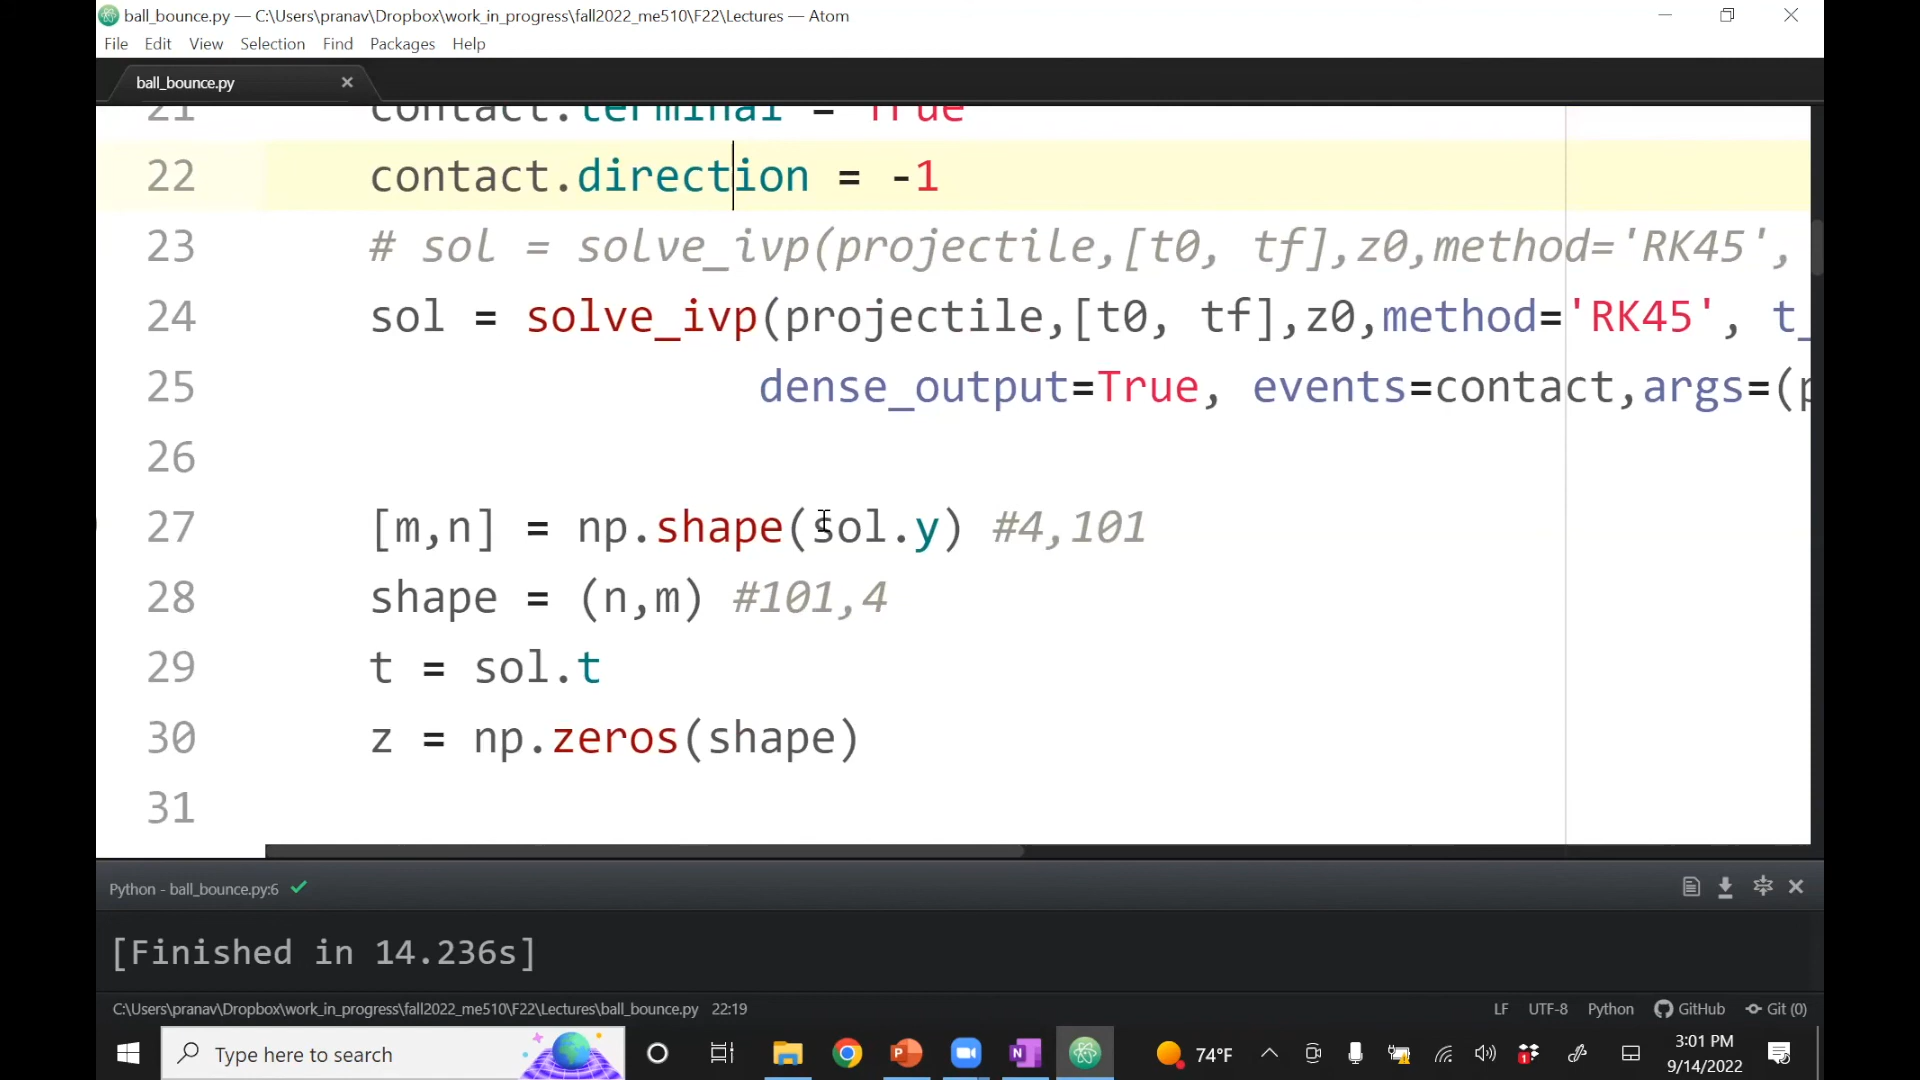 ball_bounce.py — C:\Users\pranav\Dropbox\work_in_progress\fall2022_me510\F22\Lectures — Atom
File Edit View Selection Find Packages Help
ball_bounce.py
21 contact.terminal = True
22 contact.direction = -1
23 # sol = solve_ivp(projectile,[t0, tf],z0,method='RK45',
24 sol = solve_ivp(projectile,[t0, tf],z0,method='RK45', t_
25 dense_output=True, events=contact,args=(p
26
27 [m,n] = np.shape(sol.y) #4,101
28 shape = (n,m) #101,4
29 t = sol.t
30 z = np.zeros(shape)
31
Python - ball_bounce.py:6
[Finished in 14.236s]
C:\Users\pranav\Dropbox\work_in_progress\fall2022_me510\F22\Lectures\ball_bounce.py 22:19 LF UTF-8 Python GitHub Git (0)
Type here to search 74°F 3:01 PM
9/14/2022